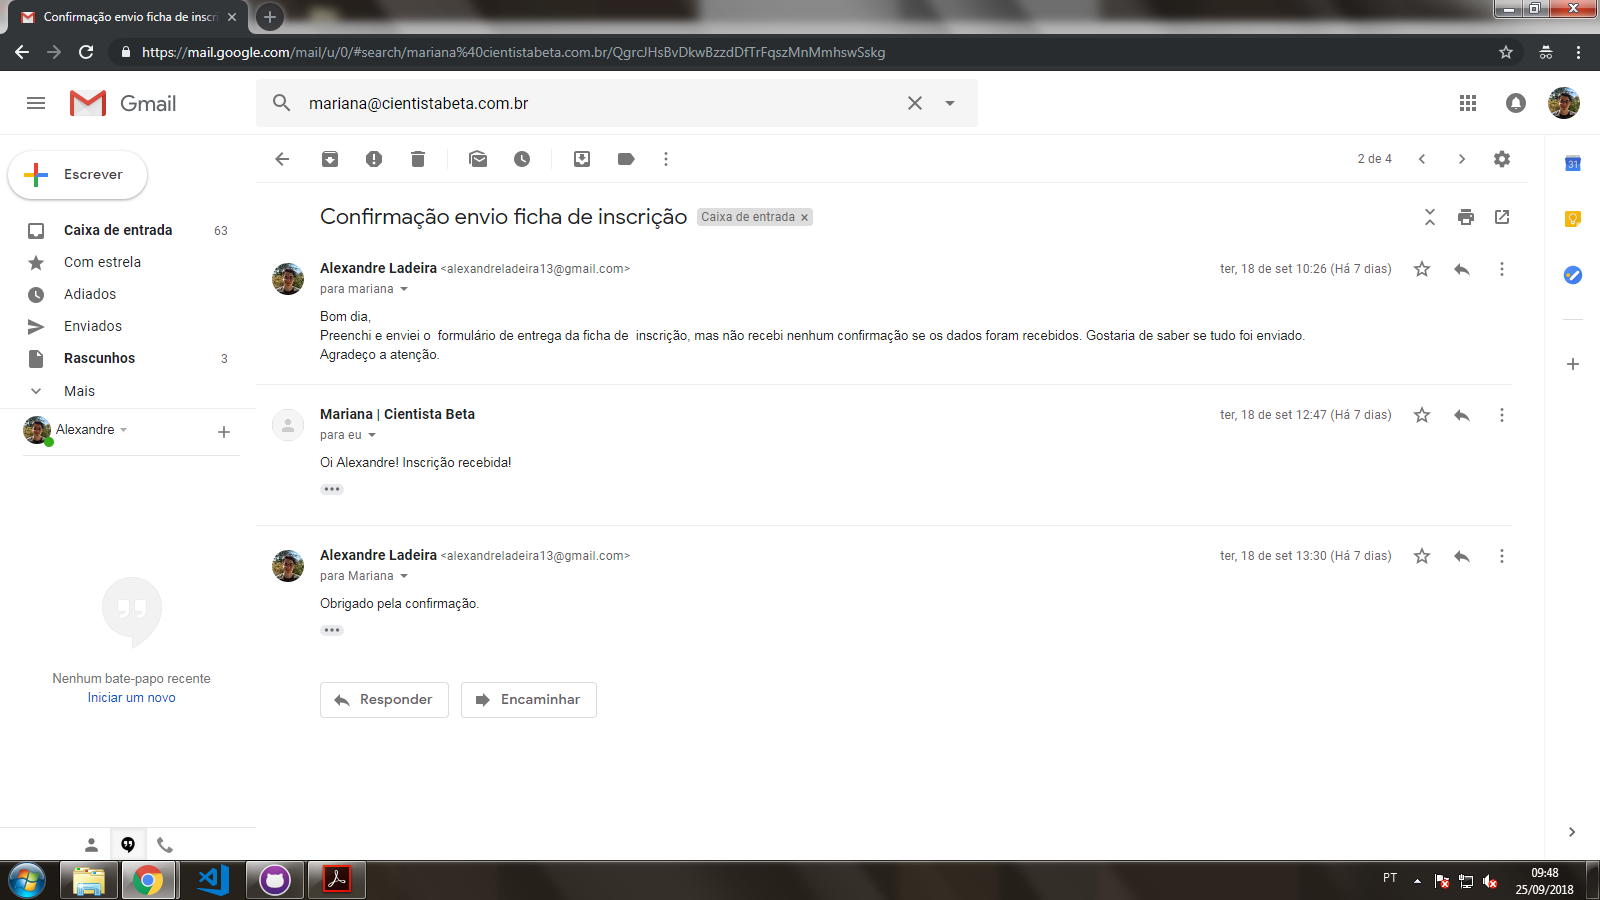 Confirmação envio ficha de inscri
https://mail.google.com/mail/u/0/#search/mariana%40cientistabeta.com.br/QgrcJHsBvDkwBzzdDfTrFqszMnMmhswSskg
Gmail
mariana@cientistabeta.com.br
Escrever
2 de 4
31
Caixa de entrada 63
Com estrela
Adiados
Enviados
Rascunhos 3
Mais
Alexandre
Nenhum bate-papo recente
Iniciar um novo
Confirmação envio ficha de inscrição Caixa de entrada x
Alexandre Ladeira <alexandreladeira13@gmail.com> ter, 18 de set 10:26 (Há 7 dias)
para mariana
Bom dia,
Preenchi e enviei o  formulário de entrega da ficha de  inscrição, mas não recebi nenhum confirmação se os dados foram recebidos. Gostaria de saber se tudo foi enviado.
Agradeço a atenção.
Mariana | Cientista Beta ter, 18 de set 12:47 (Há 7 dias)
para eu
Oi Alexandre! Inscrição recebida!
Alexandre Ladeira <alexandreladeira13@gmail.com> ter, 18 de set 13:30 (Há 7 dias)
para Mariana
Obrigado pela confirmação.
Responder Encaminhar
PT
09:48
25/09/2018